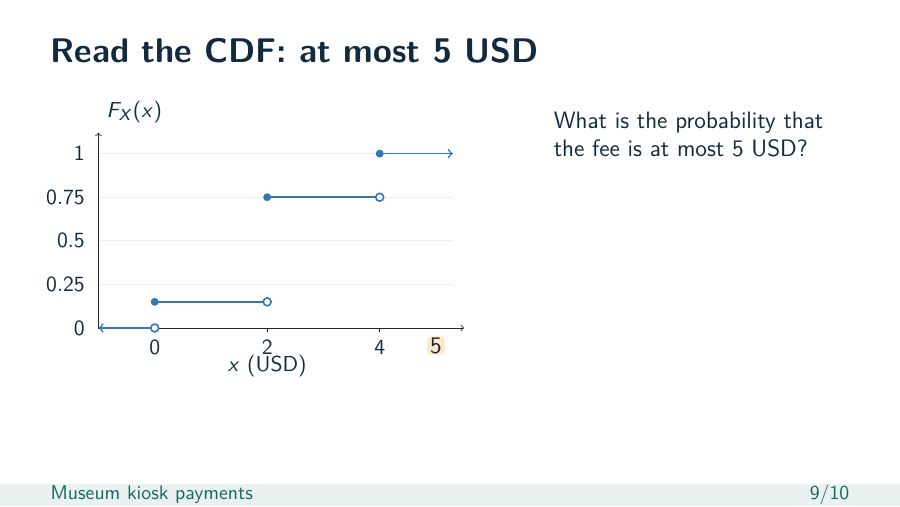 Read the CDF: at most 5 USD
F_X(x)
1
0.75
0.5
0.25
0
0 2 4 5
x (USD)
What is the probability that
the fee is at most 5 USD?
Museum kiosk payments
9/10